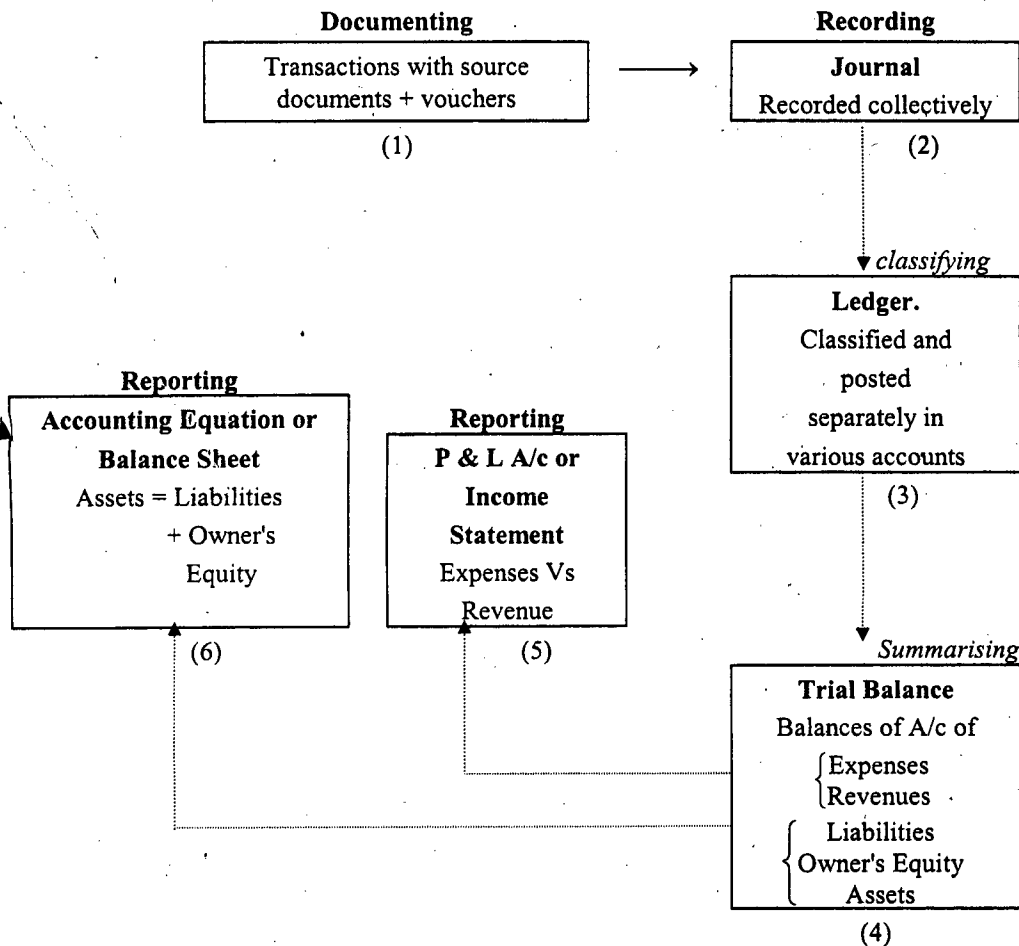 Documenting
Transactions with source
documents + vouchers
(1)
Recording
Journal
Recorded collectively
(2)
classifying
Ledger.
Classified and
posted
separately in
various accounts
(3)
Summarising
Trial Balance
Balances of A/c of
Expenses
Revenues
Liabilities
Owner's Equity
Assets
(4)
Reporting
P & L A/c or
Income
Statement
Expenses Vs
Revenue
(5)
Reporting
Accounting Equation or
Balance Sheet
Assets = Liabilities
+ Owner's
Equity
(6)